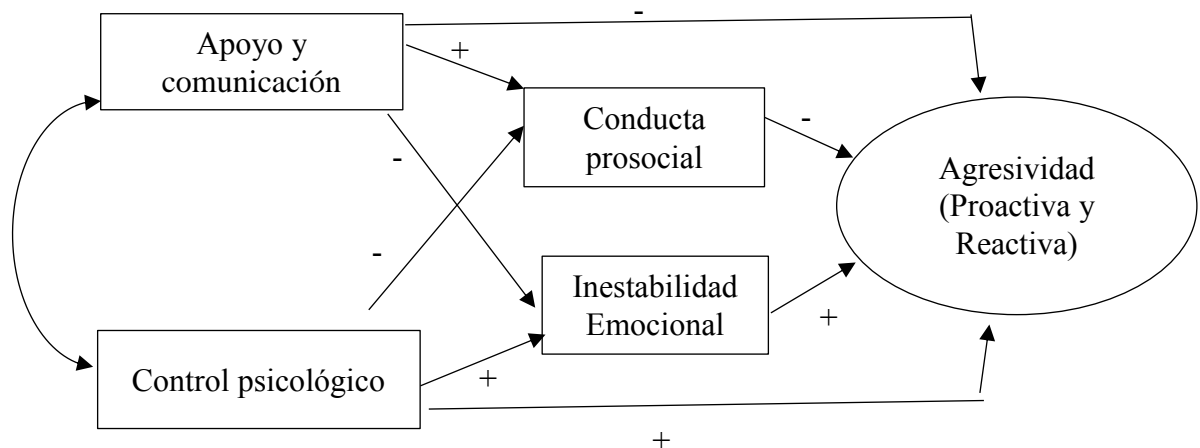 -
Apoyo y
comunicación
+
Conducta
prosocial
-
-
Agresividad
(Proactiva y
Reactiva)
-
Inestabilidad
Emocional
+
Control psicológico
+
+